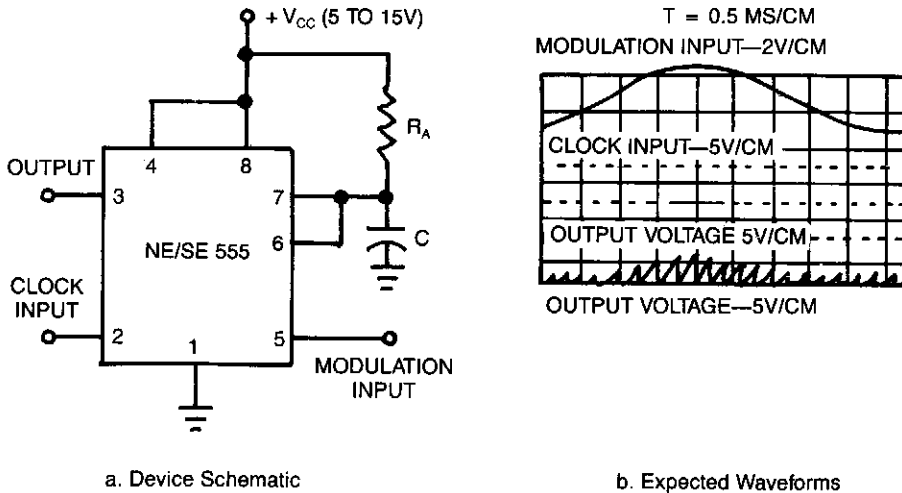 + VCC (5 TO 15V)
RA
4
8
OUTPUT
3
7
6
C
NE/SE 555
CLOCK
INPUT
2
1
5
MODULATION
INPUT
a. Device Schematic
T = 0.5 MS/CM
MODULATION INPUT—2V/CM
CLOCK INPUT—5V/CM
OUTPUT VOLTAGE 5V/CM
OUTPUT VOLTAGE—5V/CM
b. Expected Waveforms